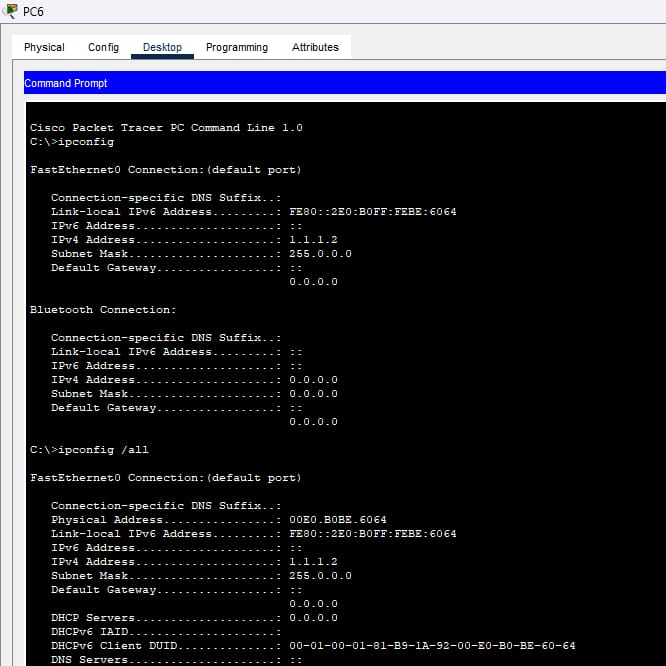 PC6
Physical Config Desktop Programming Attributes
Command Prompt
Cisco Packet Tracer PC Command Line 1.0
C:\>ipconfig
FastEthernet0 Connection:(default port)
Connection-specific DNS Suffix..:
Link-local IPv6 Address.........: FE80::2E0:B0FF:FEBE:6064
IPv6 Address....................: ::
IPv4 Address....................: 1.1.1.2
Subnet Mask.....................: 255.0.0.0
Default Gateway.................: ::
0.0.0.0
Bluetooth Connection:
Connection-specific DNS Suffix..:
Link-local IPv6 Address.........: ::
IPv6 Address....................: ::
IPv4 Address....................: 0.0.0.0
Subnet Mask.....................: 0.0.0.0
Default Gateway.................: ::
0.0.0.0
C:\>ipconfig /all
FastEthernet0 Connection:(default port)
Connection-specific DNS Suffix..:
Physical Address................: 00E0.B0BE.6064
Link-local IPv6 Address.........: FE80::2E0:B0FF:FEBE:6064
IPv6 Address....................: ::
IPv4 Address....................: 1.1.1.2
Subnet Mask.....................: 255.0.0.0
Default Gateway.................: ::
0.0.0.0
DHCP Servers....................: 0.0.0.0
DHCPv6 IAID.....................:
DHCPv6 Client DUID..............: 00-01-00-01-81-B9-1A-92-00-E0-B0-BE-60-64
DNS Servers.....................: ::